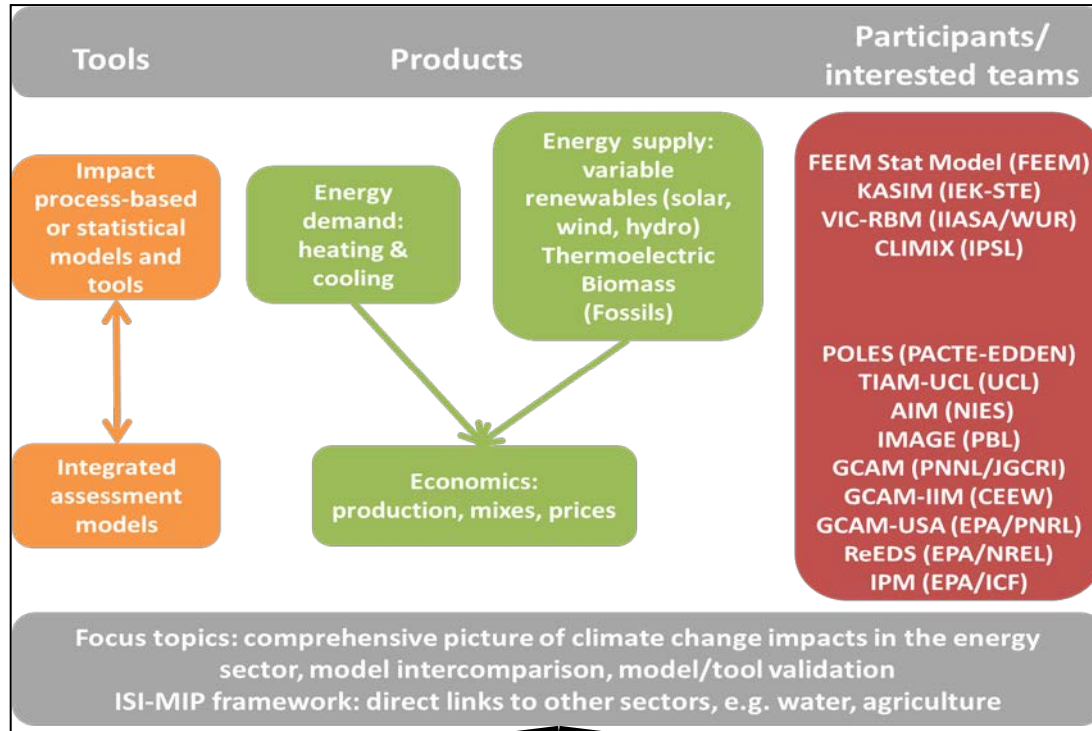 Tools
Products
Participants/
interested teams
Impact
process-based
or statistical
models and
tools
Integrated
assessment
models
Energy
demand:
heating &
cooling
Energy supply:
variable
renewables (solar,
wind, hydro)
Thermoelectric
Biomass
(Fossils)
Economics:
production, mixes, prices
FEEM Stat Model (FEEM)
KASIM (IEK-STE)
VIC-RBM (IIASA/WUR)
CLIMIX (IPSL)
POLES (PACTE-EDDEN)
TIAM-UCL (UCL)
AIM (NIES)
IMAGE (PBL)
GCAM (PNNL/JGCRI)
GCAM-IIM (CEEW)
GCAM-USA (EPA/PNRL)
ReEDS (EPA/NREL)
IPM (EPA/ICF)
Focus topics: comprehensive picture of climate change impacts in the energy
sector, model intercomparison, model/tool validation
ISI-MIP framework: direct links to other sectors, e.g. water, agriculture